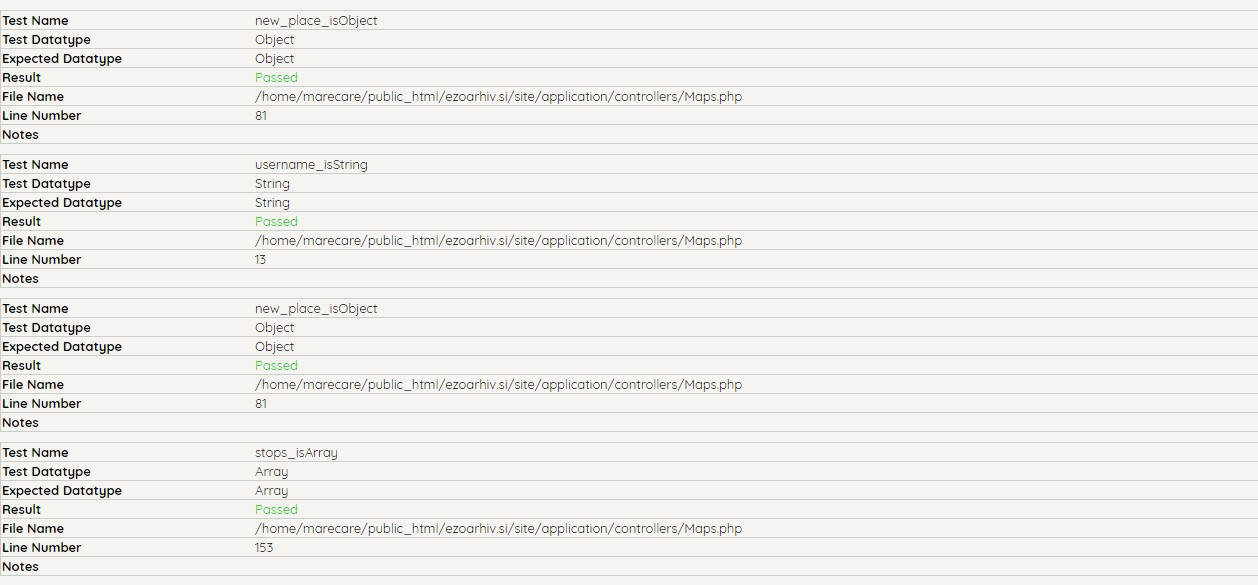 Test Name new_place_isObject
Test Datatype Object
Expected Datatype Object
Result Passed
File Name /home/marecare/public_html/ezoarhiv.si/site/application/controllers/Maps.php
Line Number 81
Notes
Test Name username_isString
Test Datatype String
Expected Datatype String
Result Passed
File Name /home/marecare/public_html/ezoarhiv.si/site/application/controllers/Maps.php
Line Number 13
Notes
Test Name new_place_isObject
Test Datatype Object
Expected Datatype Object
Result Passed
File Name /home/marecare/public_html/ezoarhiv.si/site/application/controllers/Maps.php
Line Number 81
Notes
Test Name stops_isArray
Test Datatype Array
Expected Datatype Array
Result Passed
File Name /home/marecare/public_html/ezoarhiv.si/site/application/controllers/Maps.php
Line Number 153
Notes